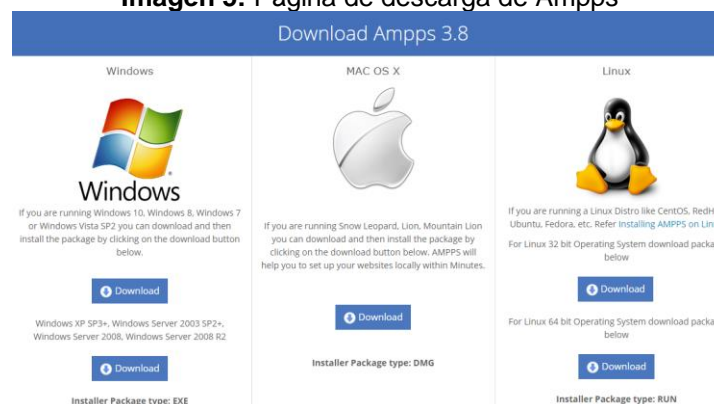 Imagen 5. Página de descarga de Ampps
Download Ampps 3.8
Windows
Windows
If you are running Windows 10, Windows 8, Windows 7
or Windows Vista SP2 you can download and then
install the package by clicking on the download button
below.
Download
Windows XP SP3+, Windows Server 2003 SP2+,
Windows Server 2008, Windows Server 2008 R2
Download
Installer Package type: EXE
MAC OS X
If you are running Snow Leopard, Lion, Mountain Lion
you can download and then install the package by
clicking on the download button below. AMPPS will
help you to set up your websites locally within Minutes.
Download
Installer Package type: DMG
Linux
If you are running a Linux Distro like CentOS, RedH
Ubuntu, Fedora, etc. Refer Installing AMPPS on Lin
For Linux 32 bit Operating System download packa
below
Download
For Linux 64 bit Operating System download packa
below
Download
Installer Package type: RUN